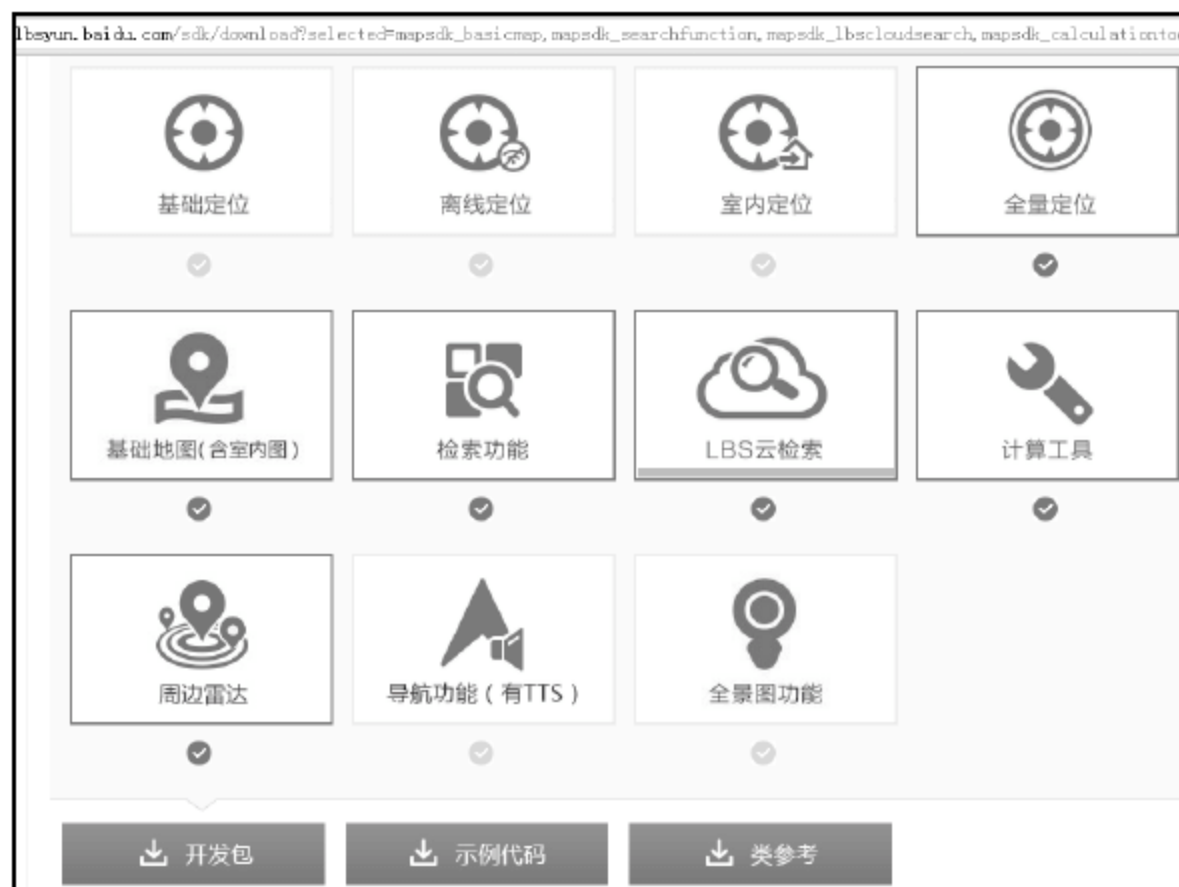 lbsyun.baidu.com/sdk/download?selected=mapsdk_basicmap,mapsdk_searchfunction,mapsdk_lbscloudsearch,mapsdk_calculationtoo
基础定位 离线定位 室内定位 全量定位
基础地图(含室内图) 检索功能 LBS云检索 计算工具
周边雷达 导航功能(有TTS) 全景图功能
开发包 示例代码 类参考